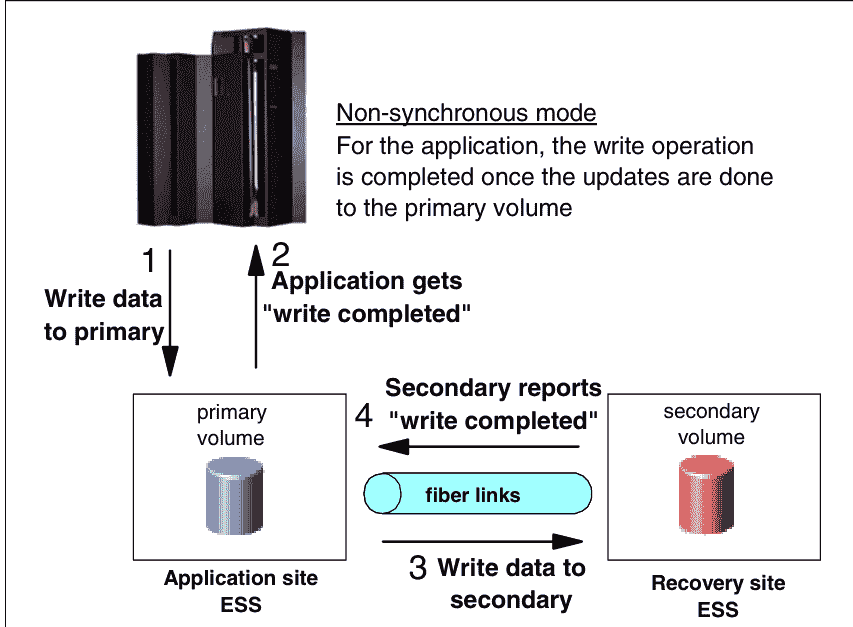 Non-synchronous mode
For the application, the write operation
is completed once the updates are done
to the primary volume
1
Write data
to primary
2
Application gets
"write completed"
primary
volume
4
Secondary reports
"write completed"
secondary
volume
fiber links
3 Write data to
secondary
Application site
ESS
Recovery site
ESS